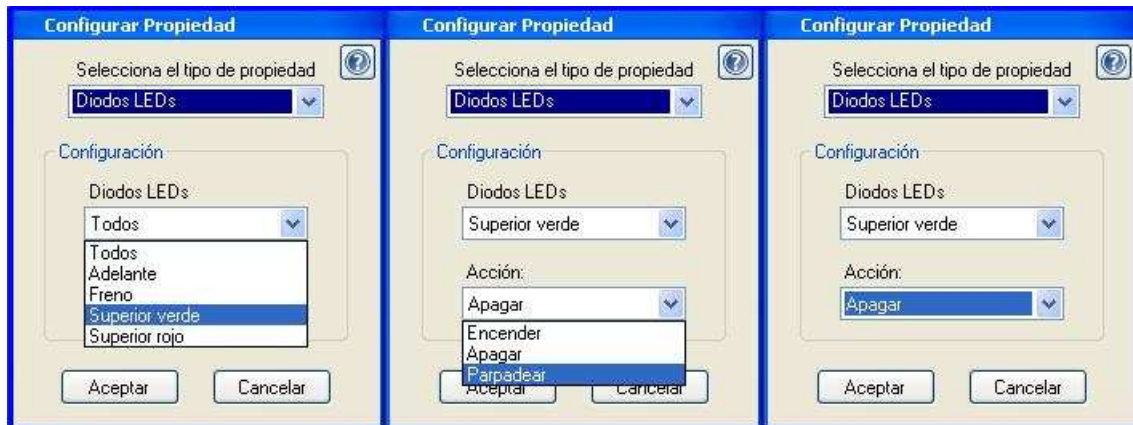 Configurar Propiedad
Selecciona el tipo de propiedad
Diodos LEDs
Configuración
Diodos LEDs
Todos
Todos
Adelante
Freno
Superior verde
Superior rojo
Aceptar
Cancelar
Configurar Propiedad
Selecciona el tipo de propiedad
Diodos LEDs
Configuración
Diodos LEDs
Superior verde
Acción:
Apagar
Encender
Apagar
Parpadear
Aceptar
Cancelar
Configurar Propiedad
Selecciona el tipo de propiedad
Diodos LEDs
Configuración
Diodos LEDs
Superior verde
Acción:
Apagar
Aceptar
Cancelar